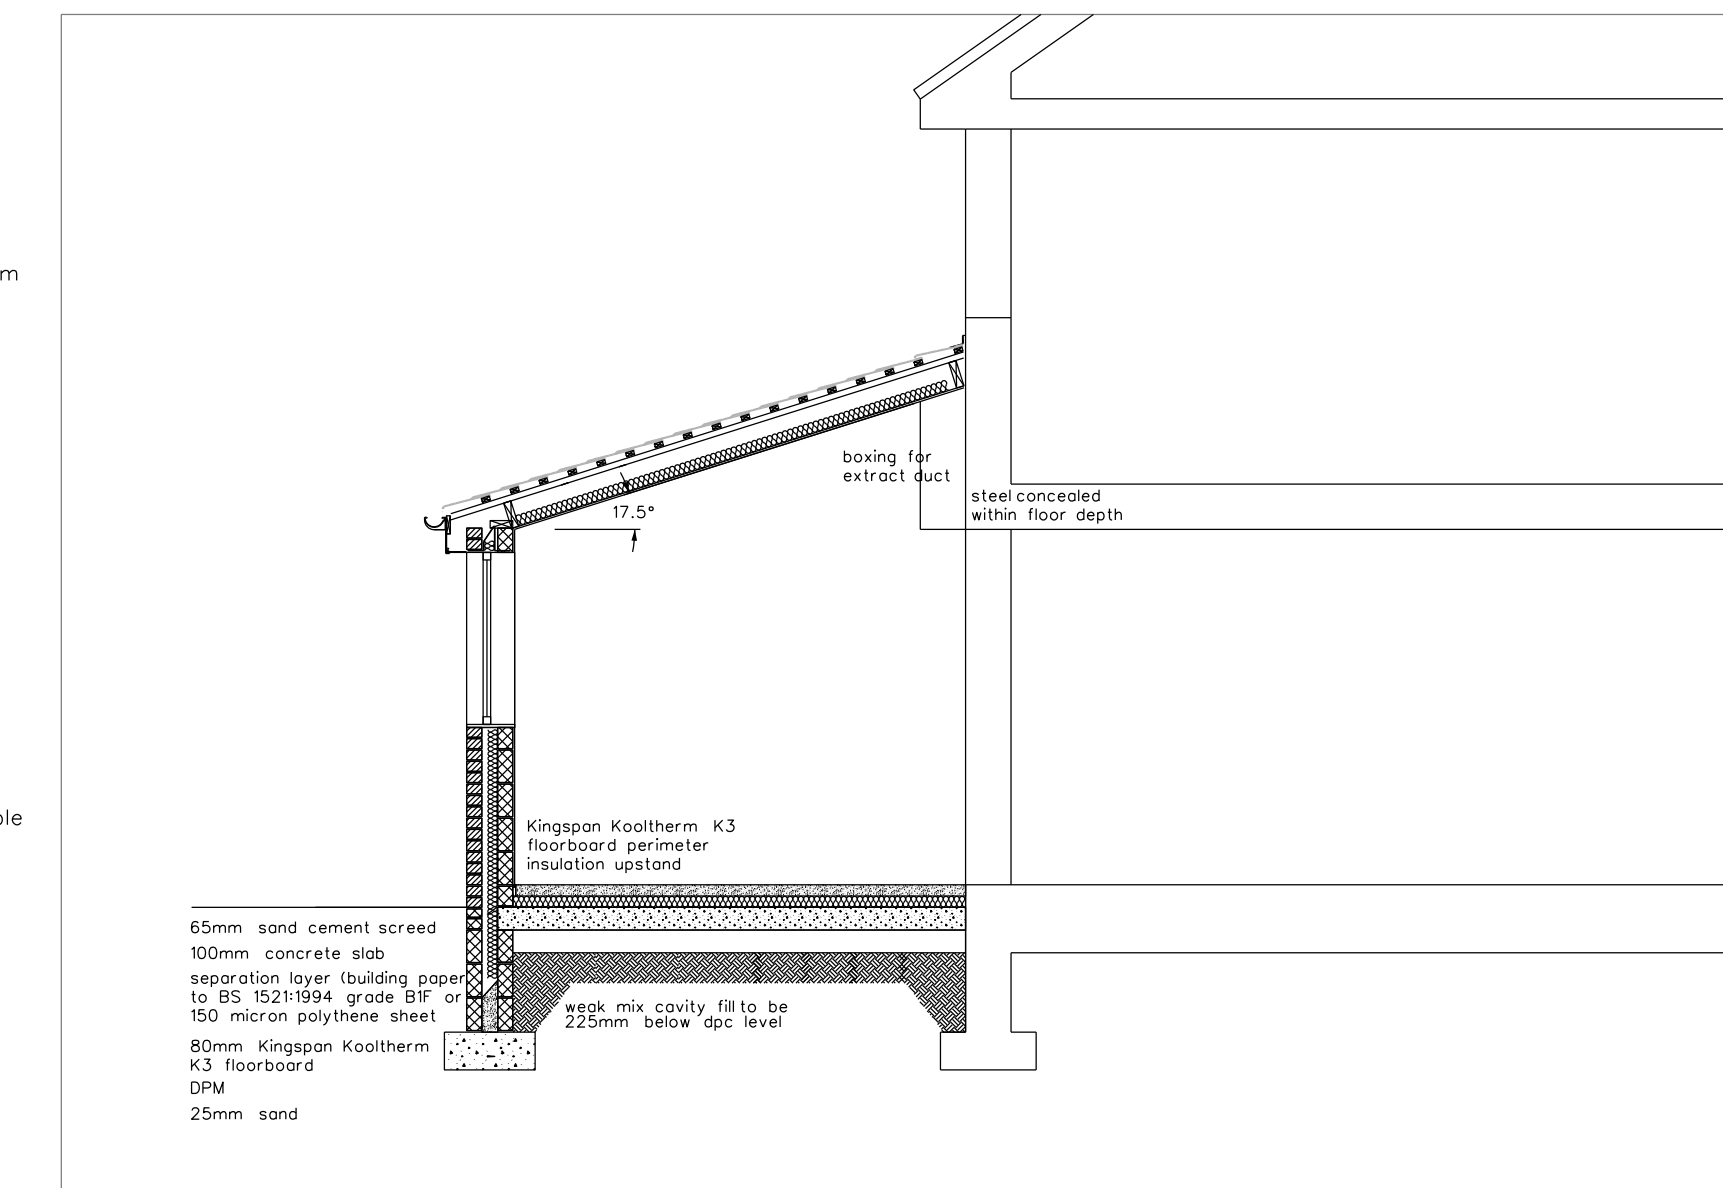 m
boxing for
extract duct
steel concealed
within floor depth
17.5°
ple
Kingspan Kooltherm K3
floorboard perimeter
insulation upstand
65mm sand cement screed
100mm concrete slab
separation layer (building paper
to BS 1521:1994 grade B1F or
150 micron polythene sheet
80mm Kingspan Kooltherm
K3 floorboard
DPM
25mm sand
weak mix cavity fill to be
225mm below dpc level